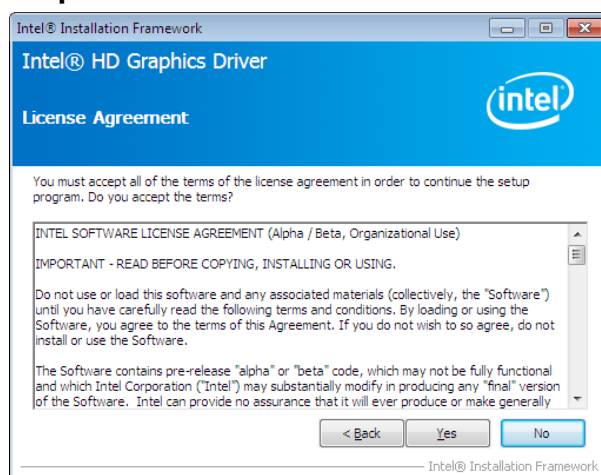 Intel® Installation Framework
Intel® HD Graphics Driver
License Agreement
intel
You must accept all of the terms of the license agreement in order to continue the setup
program. Do you accept the terms?
INTEL SOFTWARE LICENSE AGREEMENT (Alpha / Beta, Organizational Use)
IMPORTANT - READ BEFORE COPYING, INSTALLING OR USING.
Do not use or load this software and any associated materials (collectively, the "Software")
until you have carefully read the following terms and conditions. By loading or using the
Software, you agree to the terms of this Agreement. If you do not wish to so agree, do not
install or use the Software.
The Software contains pre-release "alpha" or "beta" code, which may not be fully functional
and which Intel Corporation ("Intel") may substantially modify in producing any "final" version
of the Software. Intel can provide no assurance that it will ever produce or make generally
< Back Yes No
Intel® Installation Framework